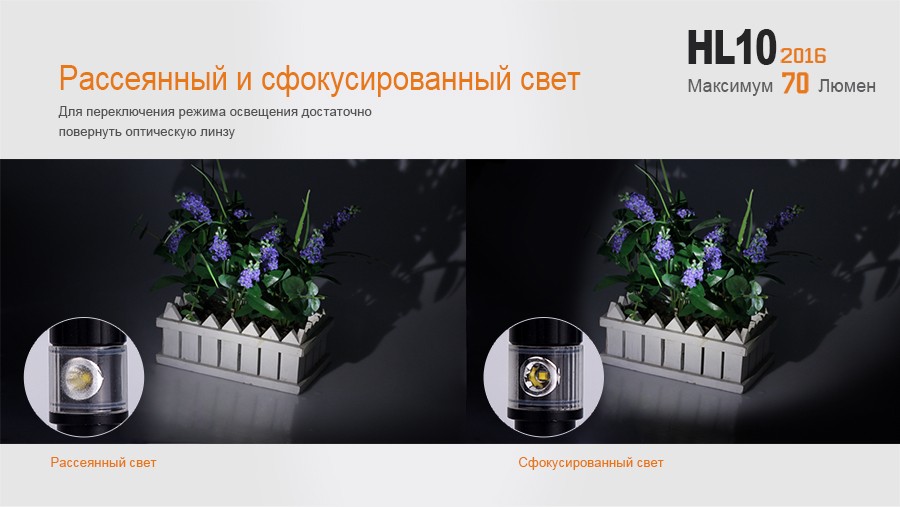 HL10 2016
Максимум 70 Люмен
Рассеянный и сфокусированный свет
Для переключения режима освещения достаточно
повернуть оптическую линзу
Рассеянный свет
Сфокусированный свет